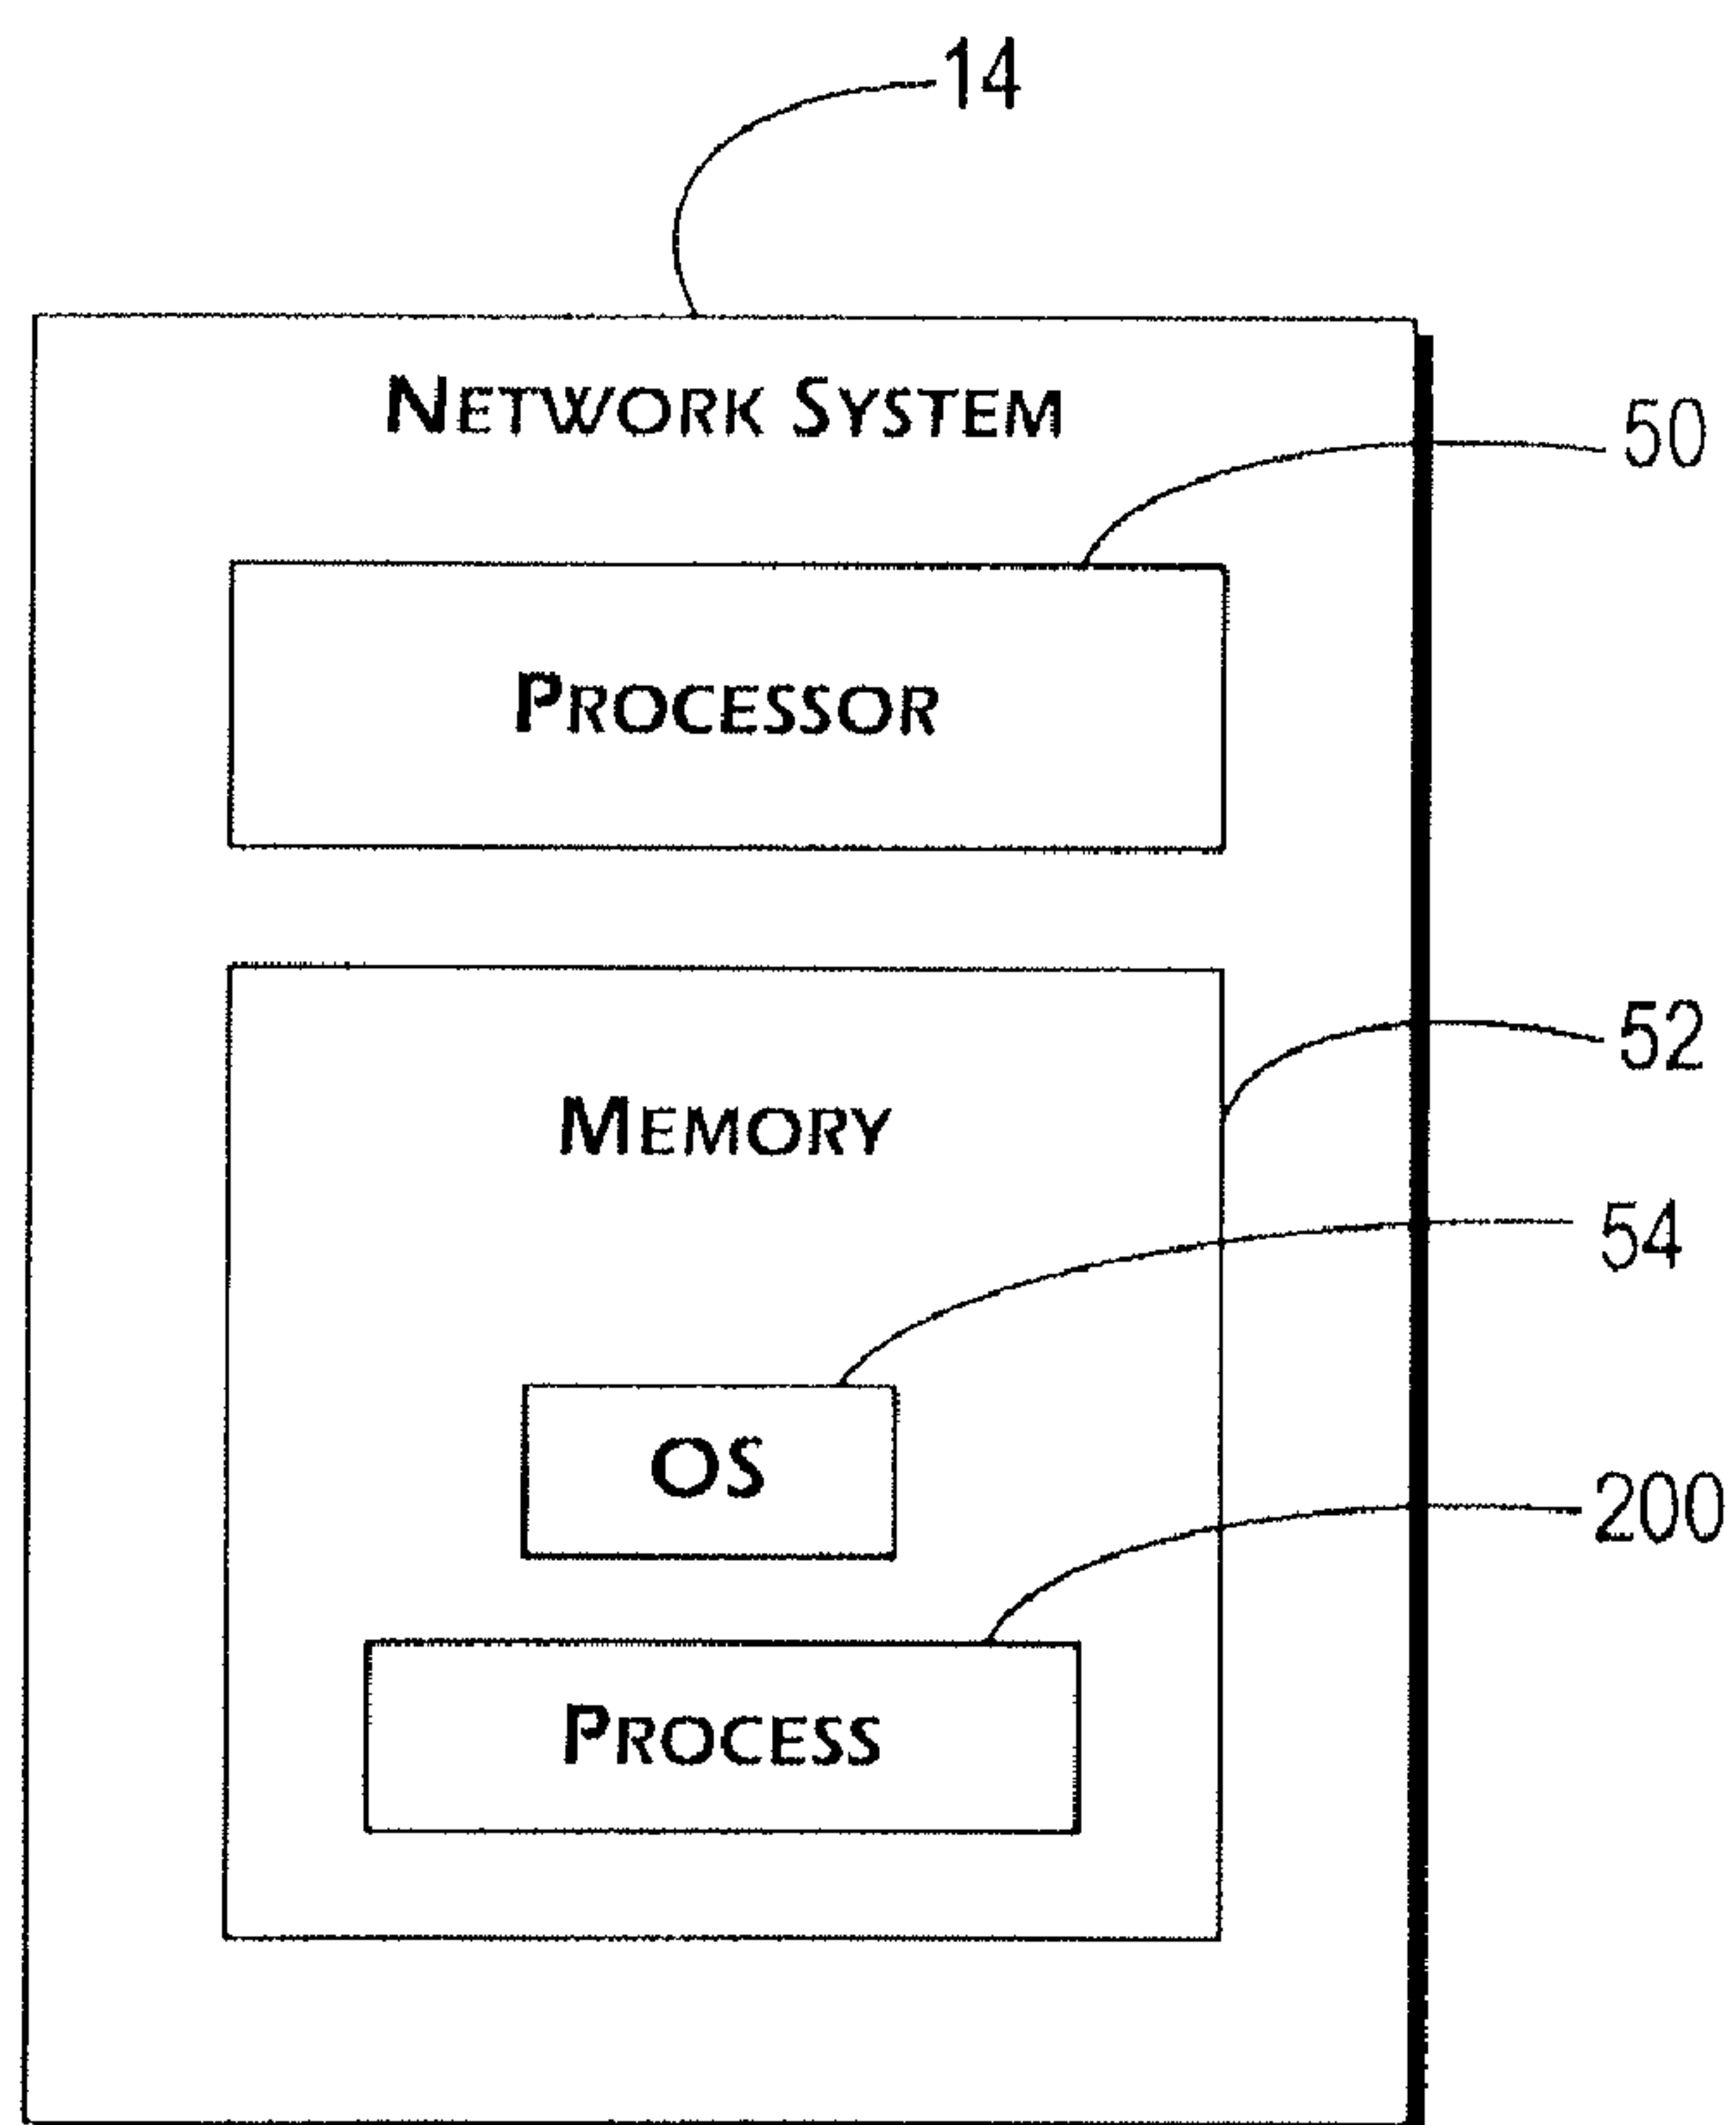 14
NETWORK SYSTEM
50
PROCESSOR
52
MEMORY
54
OS
200
PROCESS